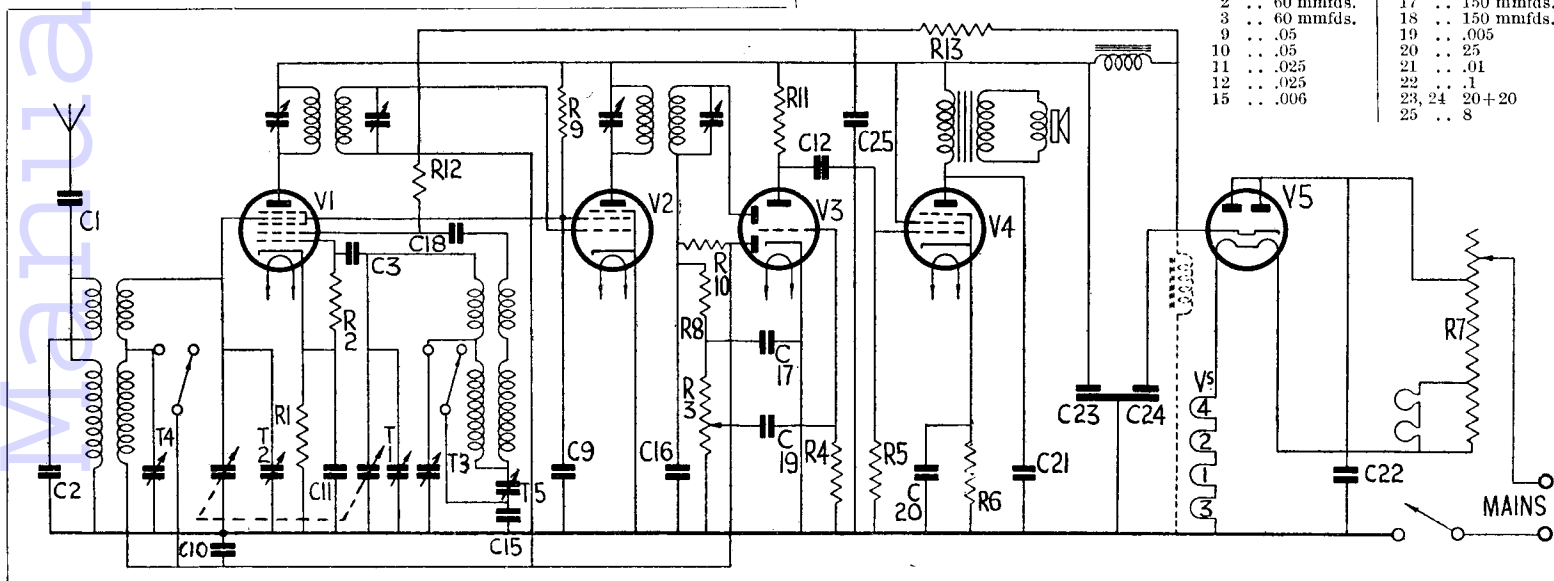 Manua
2 .. 60 mmfds.
3 .. 60 mmfds.
9 .. .05
10 .. .05
11 .. .025
12 .. .025
15 .. .006
17 .. 150 mmfds.
18 .. 150 mmfds.
19 .. .005
20 .. 25
21 .. .01
22 .. .1
23, 24 20+20
25 .. 8
R13
R9
R11
C12
C25
R12
V1
V2
V3
V4
V5
C1
C18
C3
R2
R10
R8
C17
R3
C19
R4
R5
C20
R6
C21
C23
C24
Vs
4
2
1
3
R7
C22
MAINS
T4
T2
R1
C11
T
T3
T5
C9
C16
C2
C10
C15